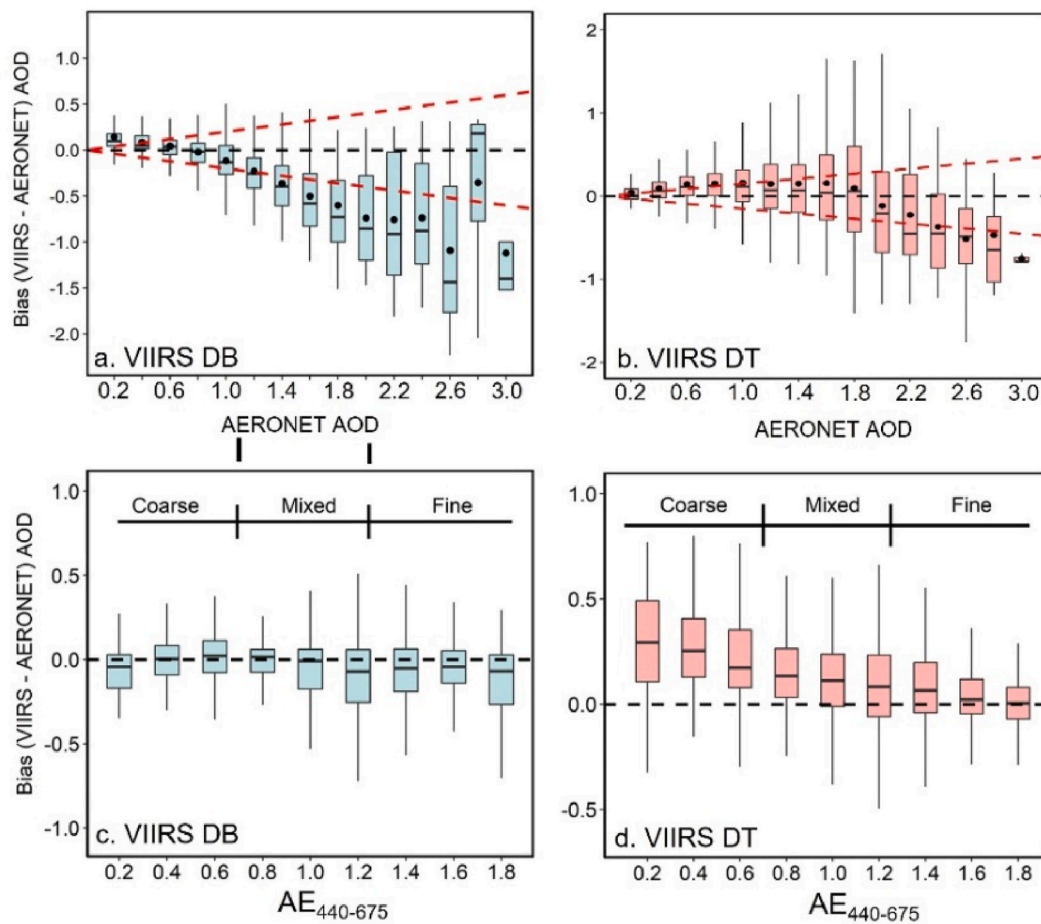 Bias (VIIRS - AERONET) AOD
1.0
0.5
0.0
-0.5
-1.0
-1.5
-2.0
a. VIIRS DB
0.2 0.6 1.0 1.4 1.8 2.2 2.6 3.0
AERONET AOD
2
1
0
-1
-2
b. VIIRS DT
0.2 0.6 1.0 1.4 1.8 2.2 2.6 3.0
AERONET AOD
Bias (VIIRS - AERONET) AOD
1.0
0.5
0.0
-0.5
-1.0
Coarse Mixed Fine
c. VIIRS DB
0.2 0.4 0.6 0.8 1.0 1.2 1.4 1.6 1.8
AE440-675
1.0
0.5
0.0
-0.5
Coarse Mixed Fine
d. VIIRS DT
0.2 0.4 0.6 0.8 1.0 1.2 1.4 1.6 1.8
AE440-675